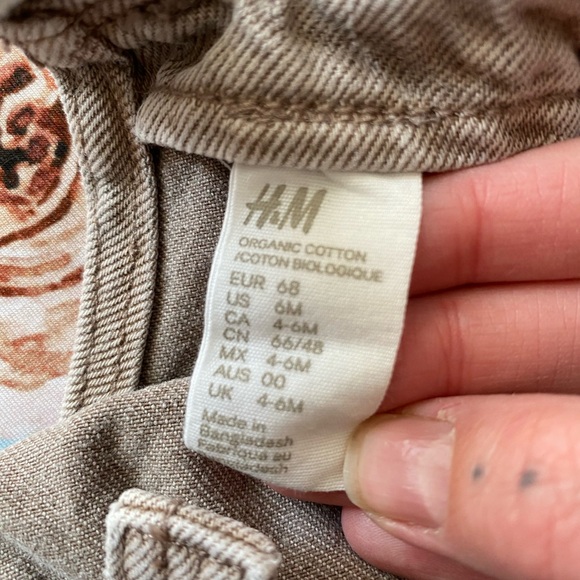 H&M
ORGANIC COTTON
/COTON BIOLOGIQUE
EUR 68
US 6M
CA 4-6M
CN 66/48
MX 4-6M
AUS 00
UK 4-6M
Made in
Bangladesh
Fabriqué au
Bangladesh